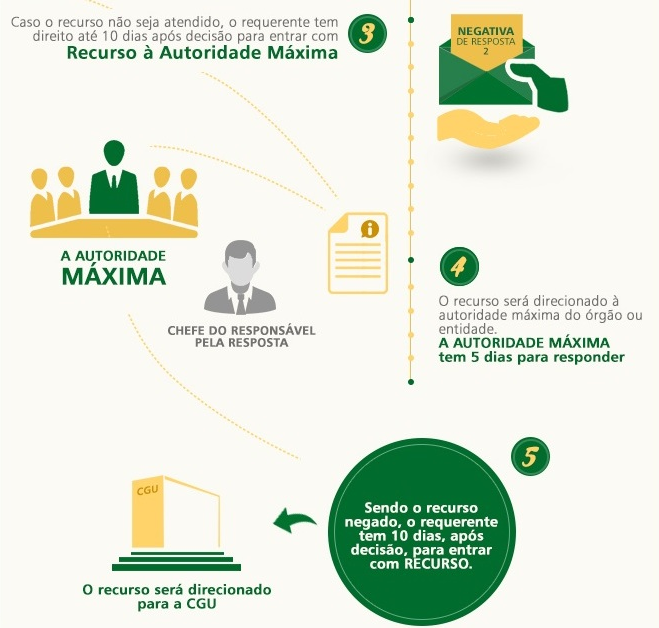 Caso o recurso não seja atendido, o requerente tem
direito até 10 dias após decisão para entrar com
Recurso à Autoridade Máxima
3
NEGATIVA
DE RESPOSTA
2
A AUTORIDADE
MÁXIMA
CHEFE DO RESPONSÁVEL
PELA RESPOSTA
i
4
O recurso será direcionado à
autoridade máxima do órgão ou
entidade.
A AUTORIDADE MÁXIMA
tem 5 dias para responder
5
Sendo o recurso
negado, o requerente
tem 10 dias, após
decisão, para entrar
com RECURSO.
CGU
O recurso será direcionado
para a CGU